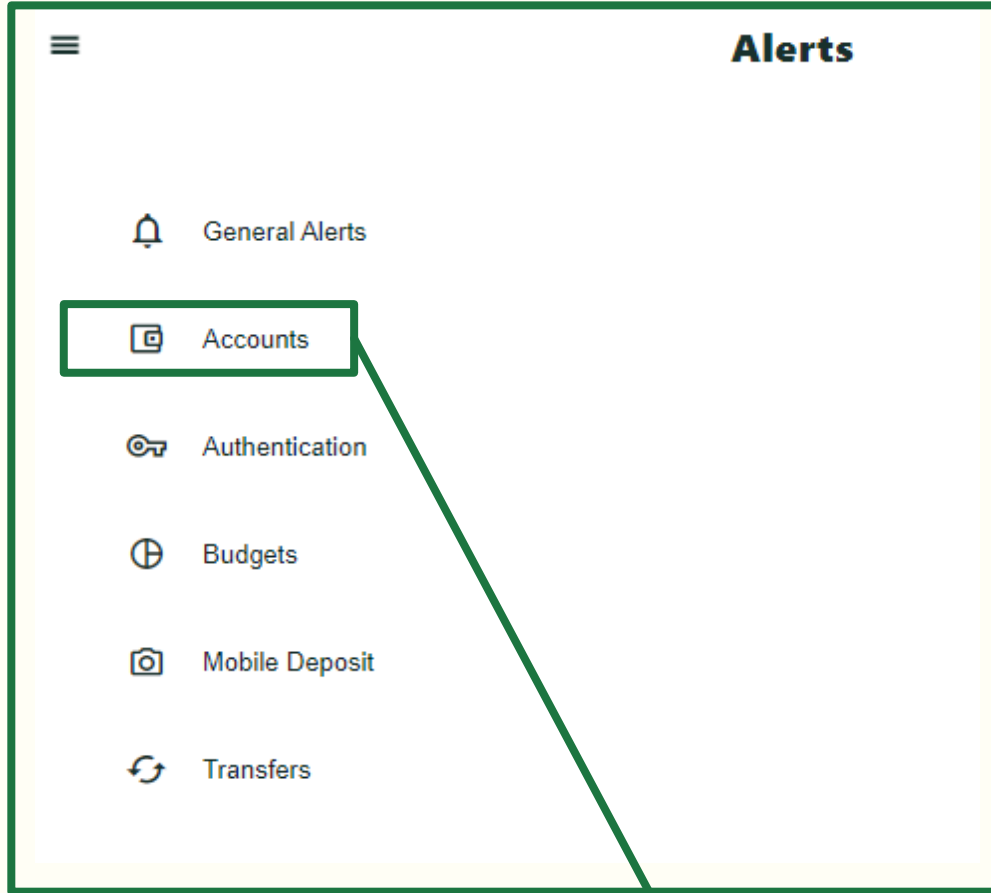 Alerts
General Alerts
Accounts
Authentication
Budgets
Mobile Deposit
Transfers